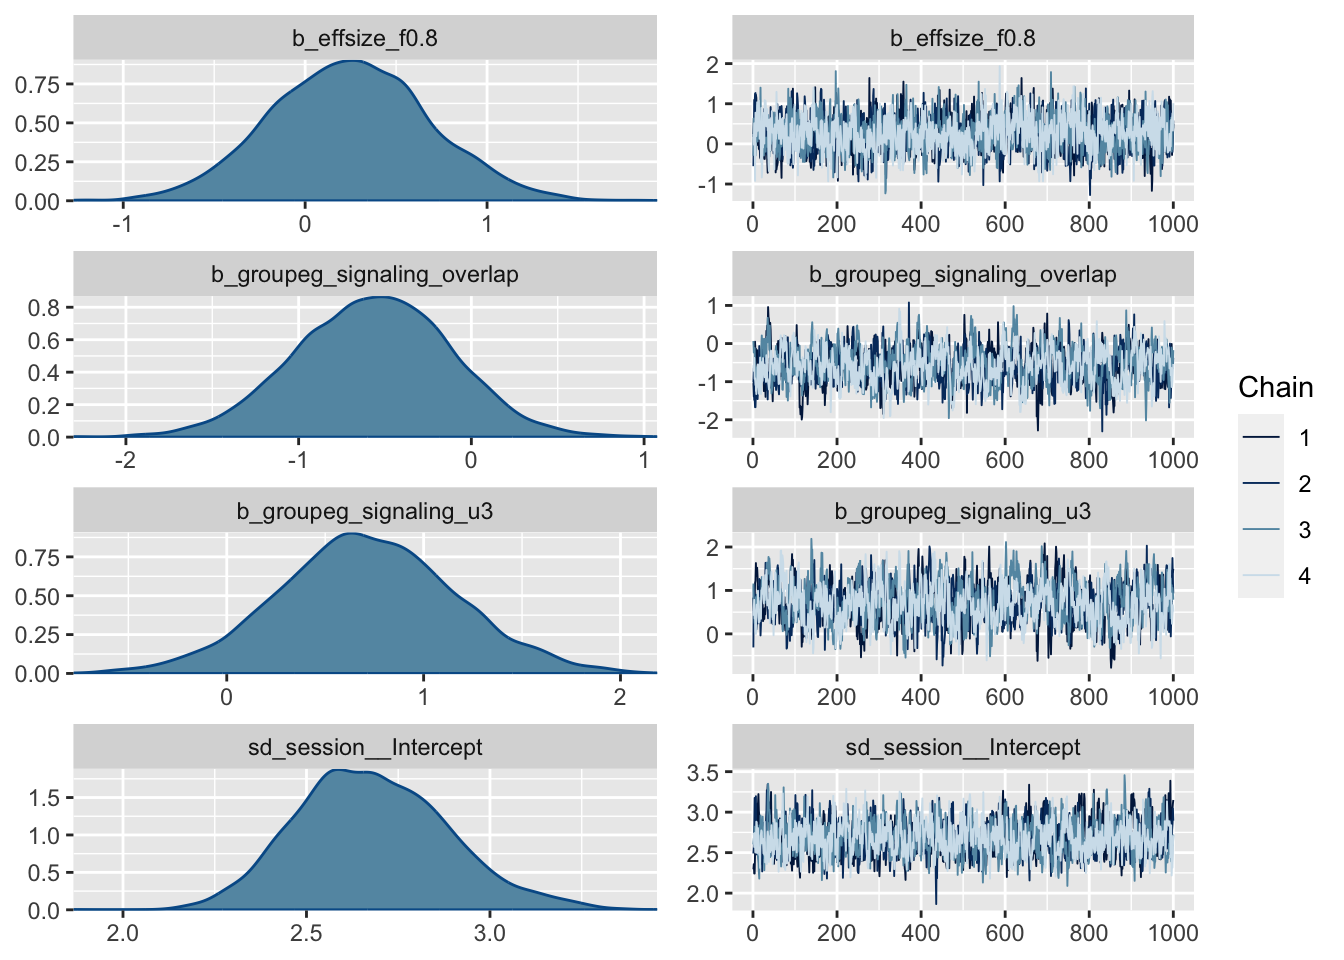 b_effsize_f0.8
0.75
0.50
0.25
0.00
-1 0 1
b_effsize_f0.8
2
1
0
-1
0 200 400 600 800 1000
b_groupeg_signaling_overlap
0.8
0.6
0.4
0.2
0.0
-2 -1 0 1
b_groupeg_signaling_overlap
1
0
-1
-2
0 200 400 600 800 1000
b_groupeg_signaling_u3
0.75
0.50
0.25
0.00
0 1 2
b_groupeg_signaling_u3
2
1
0
0 200 400 600 800 1000
sd_session__Intercept
1.5
1.0
0.5
0.0
2.0 2.5 3.0
sd_session__Intercept
3.5
3.0
2.5
2.0
0 200 400 600 800 1000
Chain
1
2
3
4